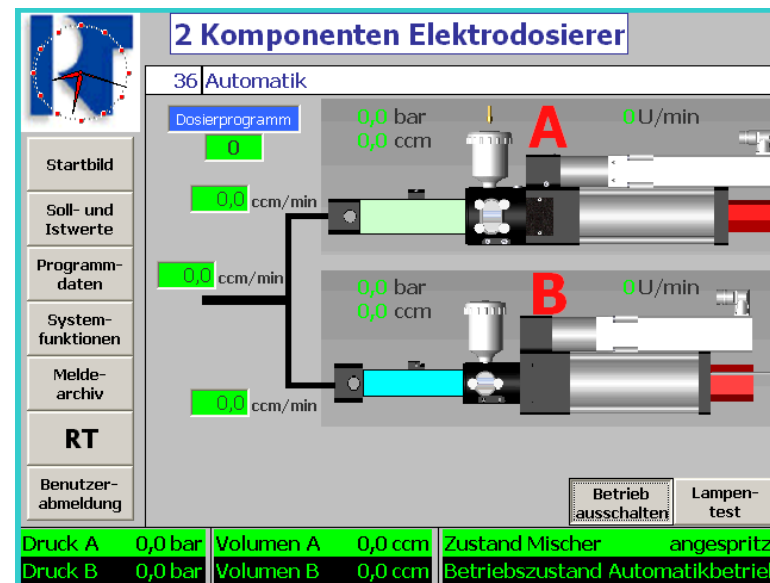 RT
2 Komponenten Elektrodosierer
36 Automatik
Startbild
Soll- und
Istwerte
Programm-
daten
System-
funktionen
Melde-
archiv
RT
Benutzer-
abmeldung
Dosierprogramm
0
0,0 ccm/min
0,0 ccm/min
0,0 ccm/min
0,0 bar
0,0 ccm
A
0 U/min
0,0 bar
0,0 ccm
B
0 U/min
Betrieb
ausschalten
Lampen-
test
Druck A 0,0 bar Volumen A 0,0 ccm Zustand Mischer angespritz
Druck B 0,0 bar Volumen B 0,0 ccm Betriebszustand Automatikbetrieb